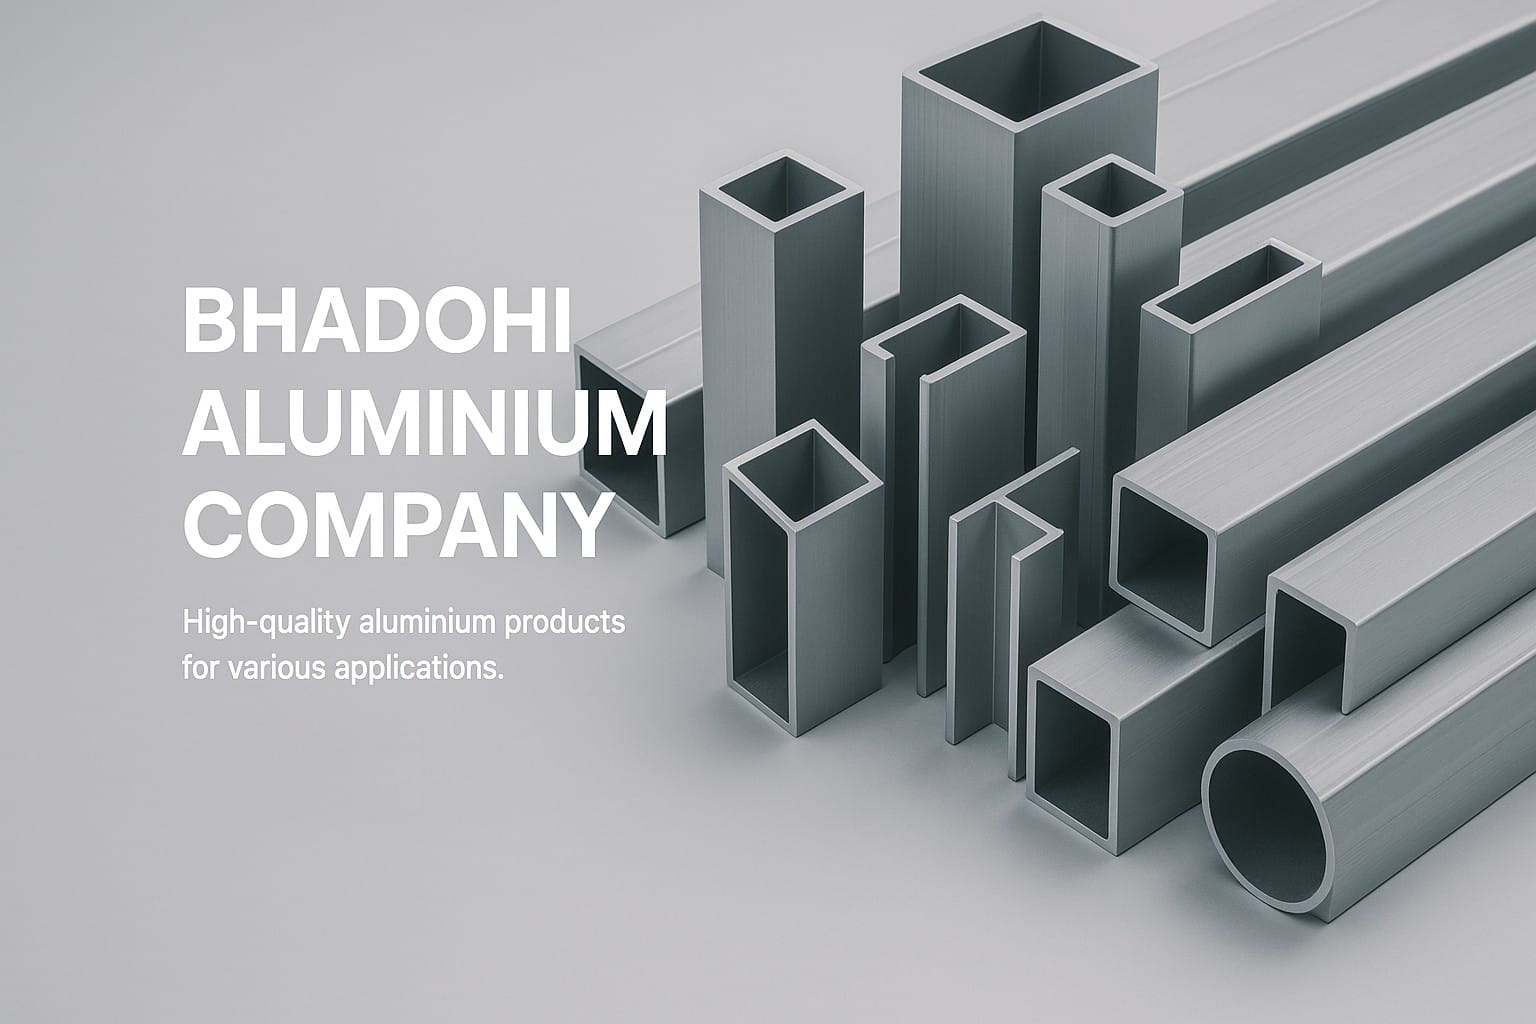 BHADOHI
ALUMINIUM
COMPANY
High-quality aluminium products
for various applications.